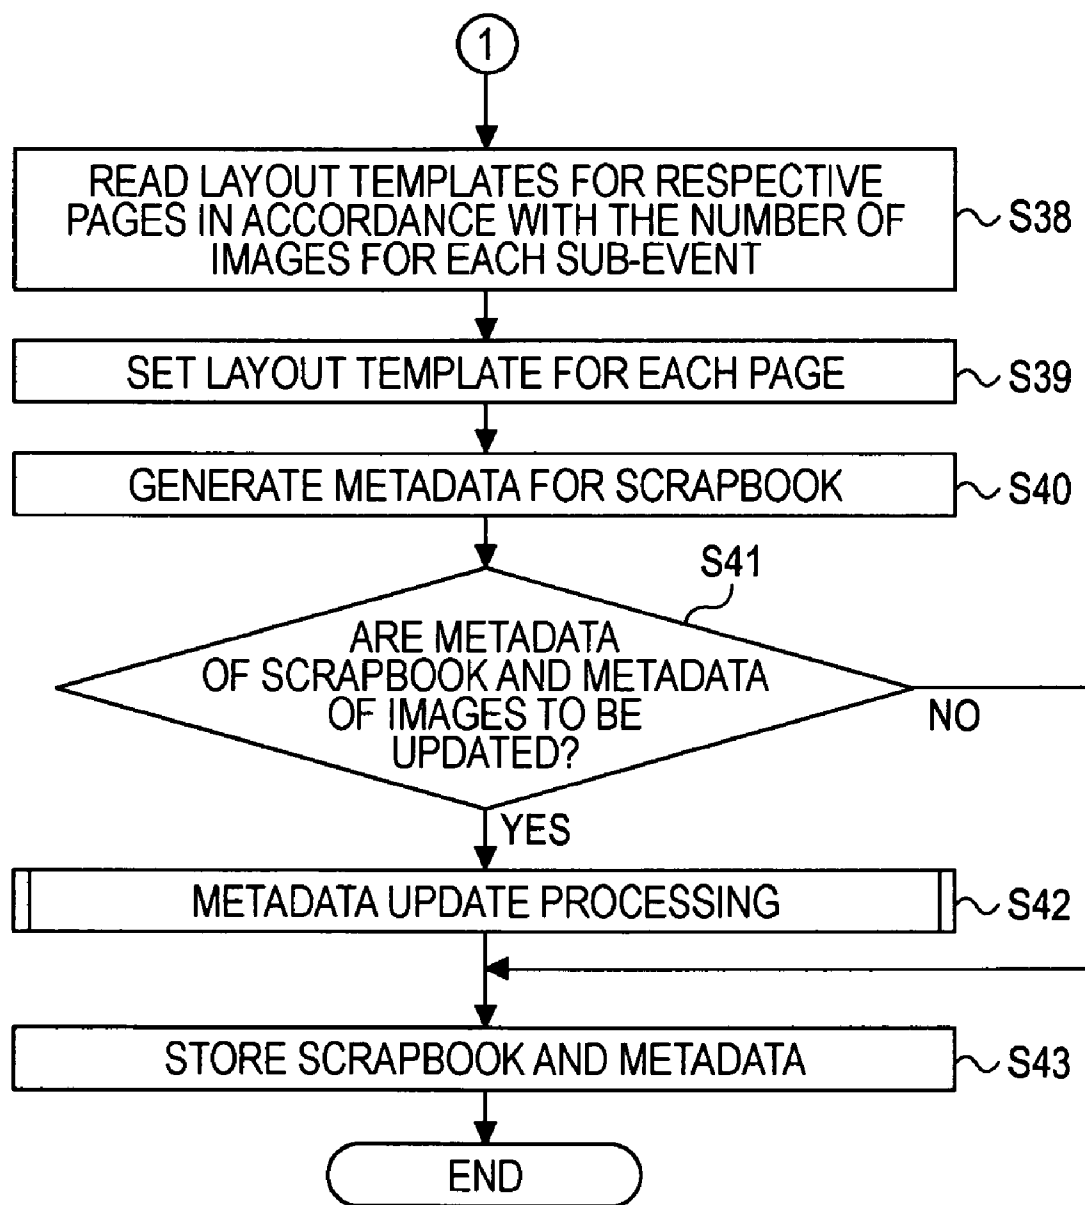 1
READ LAYOUT TEMPLATES FOR RESPECTIVE
PAGES IN ACCORDANCE WITH THE NUMBER OF
IMAGES FOR EACH SUB-EVENT
S38
SET LAYOUT TEMPLATE FOR EACH PAGE
S39
GENERATE METADATA FOR SCRAPBOOK
S40
S41
ARE METADATA
OF SCRAPBOOK AND METADATA
OF IMAGES TO BE
UPDATED?
NO
YES
METADATA UPDATE PROCESSING
S42
STORE SCRAPBOOK AND METADATA
S43
END